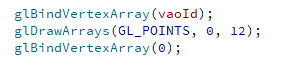 glBindVertexArray(vaoId);
glDrawArrays(GL_POINTS, 0, 12);
glBindVertexArray(0);